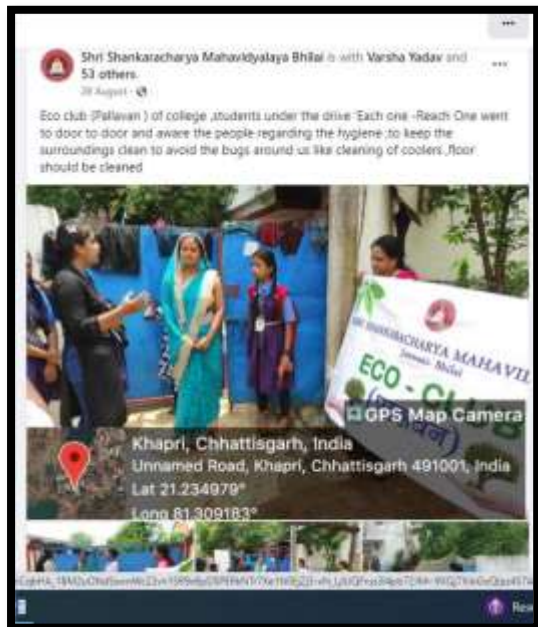 Shri Shankaracharya Mahavidyalaya Bhilai is with Varsha Yadav and
53 others.
28 August
Eco club (Pallavan ) of college ,students under the drive 'Each one -Reach One went
to door to door and aware the people regarding the hygiene ,to keep the
surroundings clean to avoid the bugs around us like cleaning of coolers ,floor
should be cleaned
SHRI SHANKARACHARYA MAHAVI
Bhilai
ECO - CLUB
GPS Map Camera
Khapri, Chhattisgarh, India
Unnamed Road, Khapri, Chhattisgarh 491001, India
Lat 21.234979°
Long 81.309183°